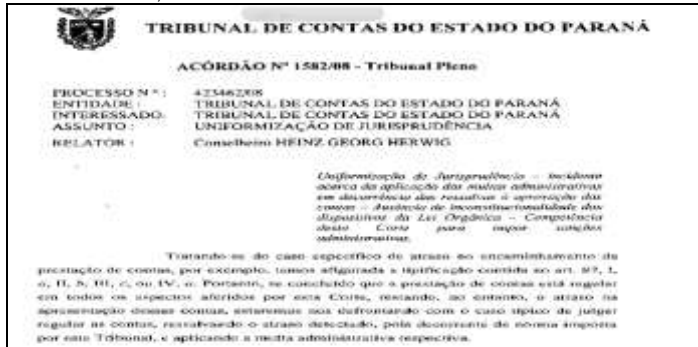 TRIBUNAL DE CONTAS DO ESTADO DO PARANÁ
ACÓRDÃO Nº 1582/08 - Tribunal Pleno
PROCESSO Nº : 423462/08
ENTIDADE : TRIBUNAL DE CONTAS DO ESTADO DO PARANÁ
INTERESSADO: TRIBUNAL DE CONTAS DO ESTADO DO PARANÁ
ASSUNTO : UNIFORMIZAÇÃO DE JURISPRUDÊNCIA
RELATOR : Conselheiro HEINZ GEORG HERWIG
Uniformização de Jurisprudência – incidente
acerca da aplicação das multas administrativas
em decorrência das ressalvas à aprovação das
contas – Ausência de inconstitucionalidade dos
dispositivos da Lei Orgânica – Competência
desta Corte para impor sanções
administrativas.
Tratando-se do caso específico de atraso no encaminhamento da
prestação de contas, por exemplo, temos afigurada a tipificação contida no art. 87, I,
a, II, b, III, c, ou IV, a. Portanto, se concluído que a prestação de contas está regular
em todos os aspectos aferidos por esta Corte, restando, ao entanto, o atraso na
apresentação dessas contas, estaremos nos defrontando com o caso típico de julgar
regular as contas, ressalvando o atraso detectado, pois decorrente de norma imposta
por este Tribunal, e aplicando a multa administrativa respectiva.